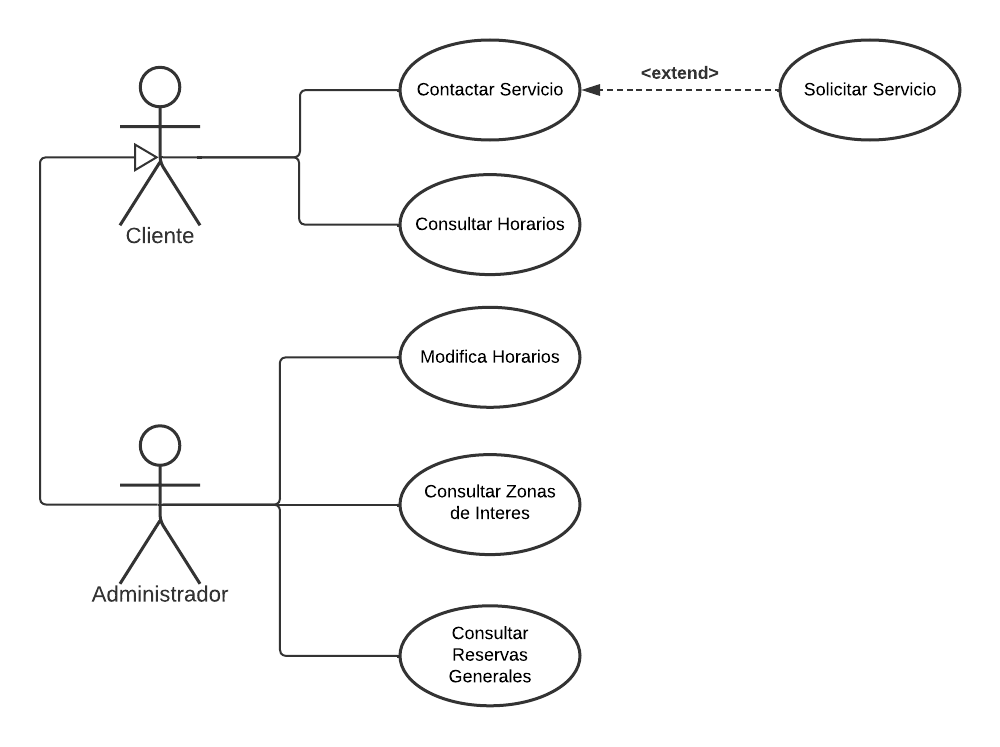 Contactar Servicio
<extend>
Solicitar Servicio
Cliente
Consultar Horarios
Modifica Horarios
Consultar Zonas
de Interes
Administrador
Consultar
Reservas
Generales